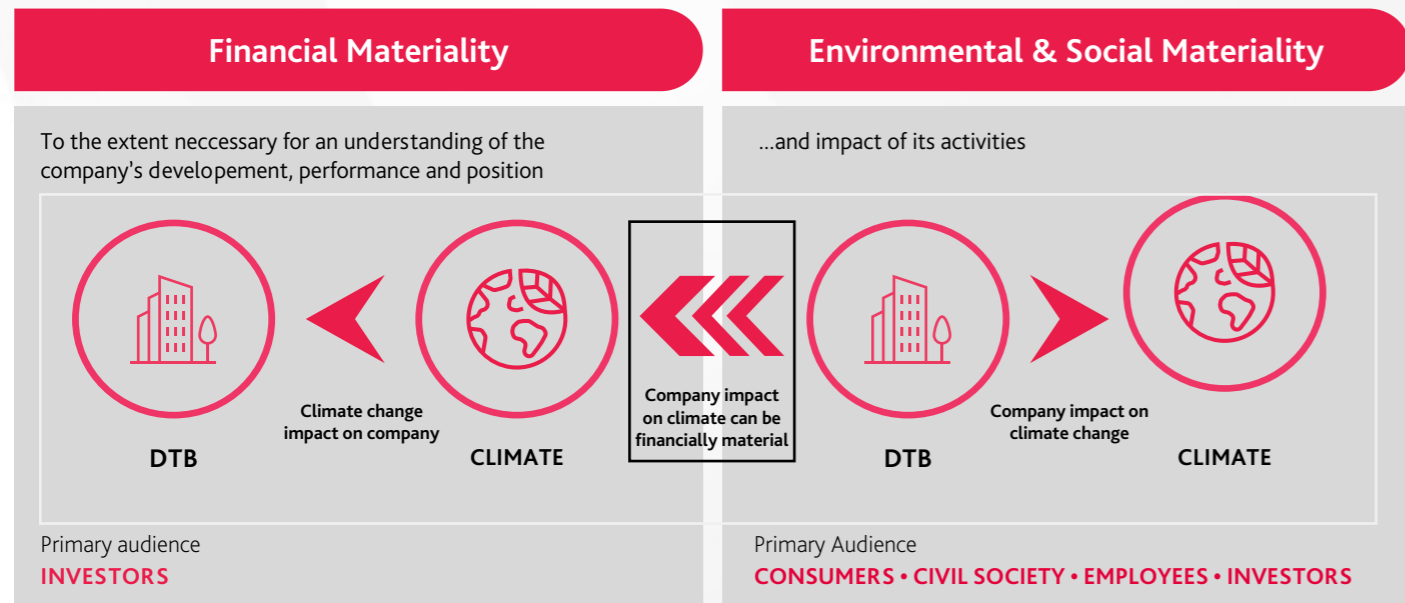 Financial Materiality
To the extent neccessary for an understanding of the
company's developement, performance and position
Climate change
impact on company
DTB
CLIMATE
Primary audience
INVESTORS
Company impact
on climate can be
financially material
Environmental & Social Materiality
...and impact of its activities
Company impact on
climate change
DTB
CLIMATE
Primary Audience
CONSUMERS • CIVIL SOCIETY • EMPLOYEES • INVESTORS